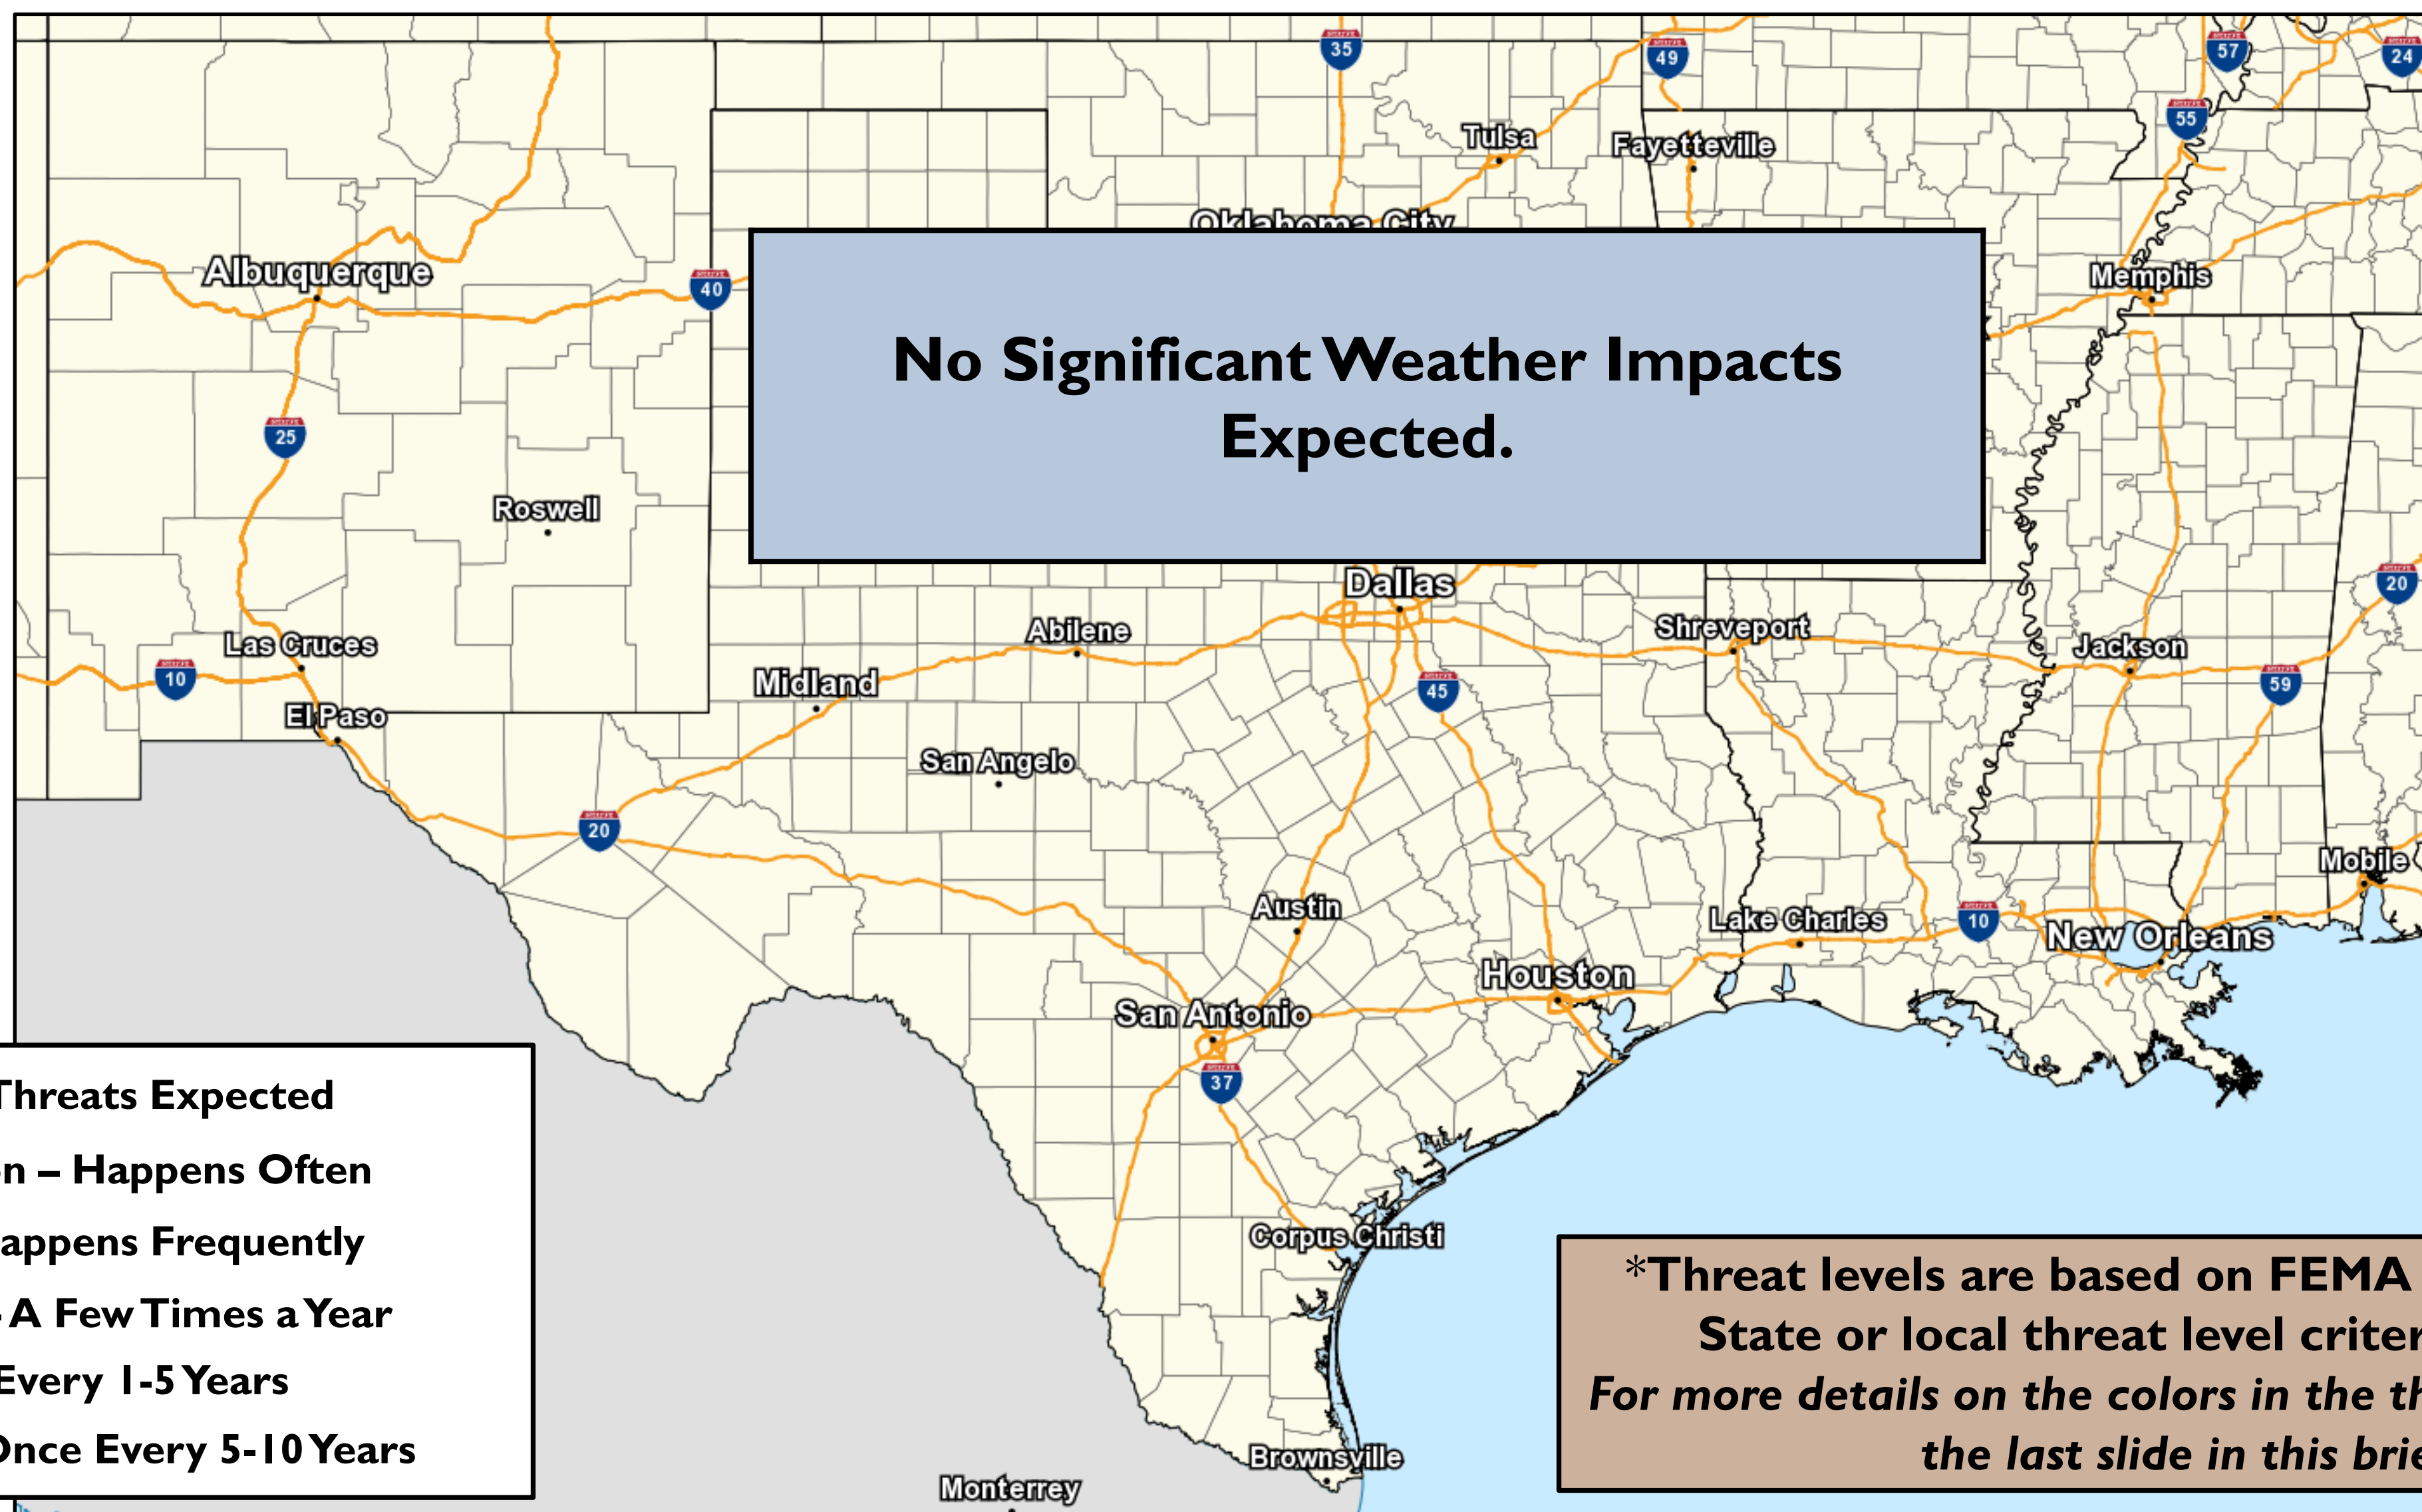 35
49
57
24
55
Tulsa
Fayetteville
Oklahoma City
Albuquerque
40
Memphis
No Significant Weather Impacts
Expected.
25
Roswell
Dallas
20
Las Cruces
Abilene
Shreveport
Jackson
10
Midland
45
59
El Paso
San Angelo
20
Mobile
Austin
Lake Charles
10
New Orleans
Houston
San Antonio
37
Threats Expected
n – Happens Often
appens Frequently
- A Few Times a Year
Every 1-5 Years
Once Every 5-10 Years
Corpus Christi
*Threat levels are based on FEMA
State or local threat level criter
For more details on the colors in the th
the last slide in this brie
Brownsville
Monterrey